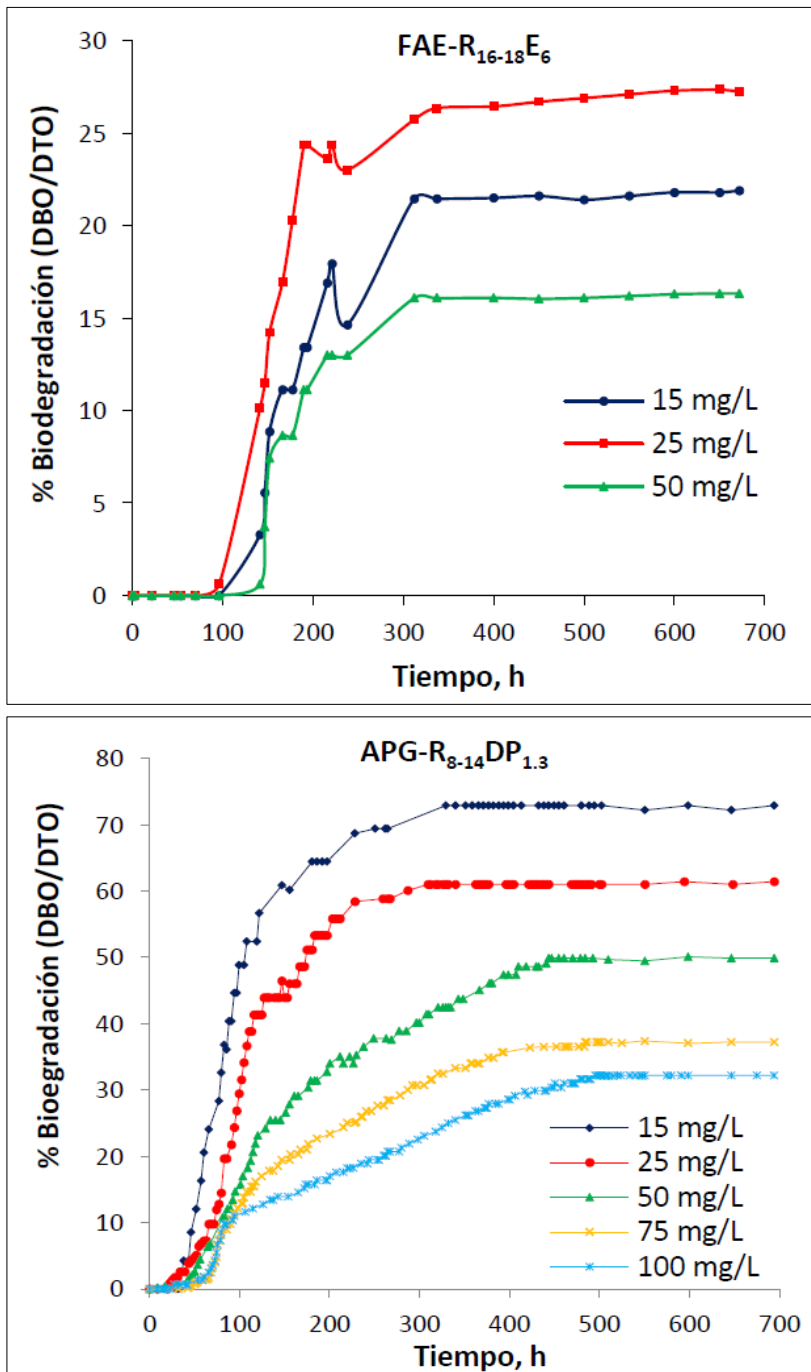 FAE-R16-18E6
% Biodegradación (DBO/DTO)
30
25
20
15
10
5
0
15 mg/L
25 mg/L
50 mg/L
0 100 200 300 400 500 600 700
Tiempo, h
APG-R8-14DP1.3
% Bioegradación (DBO/DTO)
80
70
60
50
40
30
20
10
0
15 mg/L
25 mg/L
50 mg/L
75 mg/L
100 mg/L
0 100 200 300 400 500 600 700
Tiempo, h